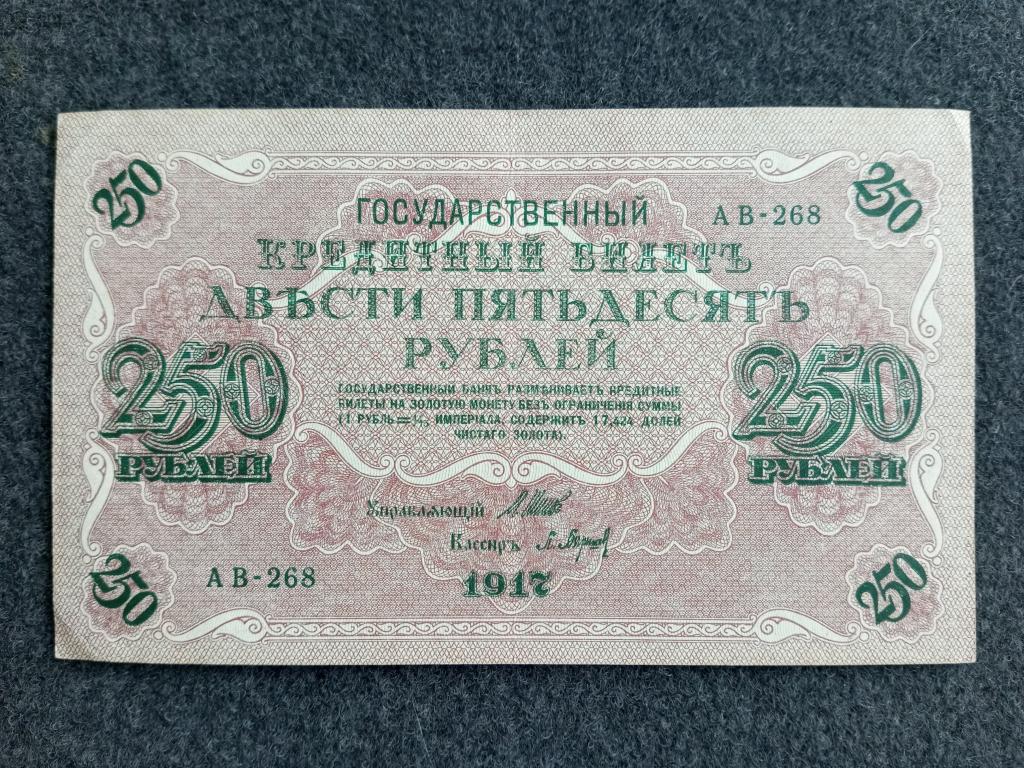 250
250
ГОСУДАРСТВЕННЫЙ АВ-268
КРЕДИТНЫЙ БИЛЕТЪ
ДВѢСТИ ПЯТЬДЕСЯТЪ
РУБЛЕЙ
250
РУБЛЕЙ
250
РУБЛЕЙ
ГОСУДАРСТВЕННЫЙ БАНКЪ РАЗМѢНИВАЕТЪ КРЕДИТНЫЕ
БИЛЕТЫ НА ЗОЛОТУЮ МОНЕТУ БЕЗЪ ОГРАНИЧЕНІЯ СУММЫ
(1 РУБЛЬ=1/15 ИМПЕРІАЛА, СОДЕРЖИТЪ 17,424 ДОЛЕЙ
ЧИСТАГО ЗОЛОТА).
Управляющій
Кассиръ
АВ-268
1917
250
250